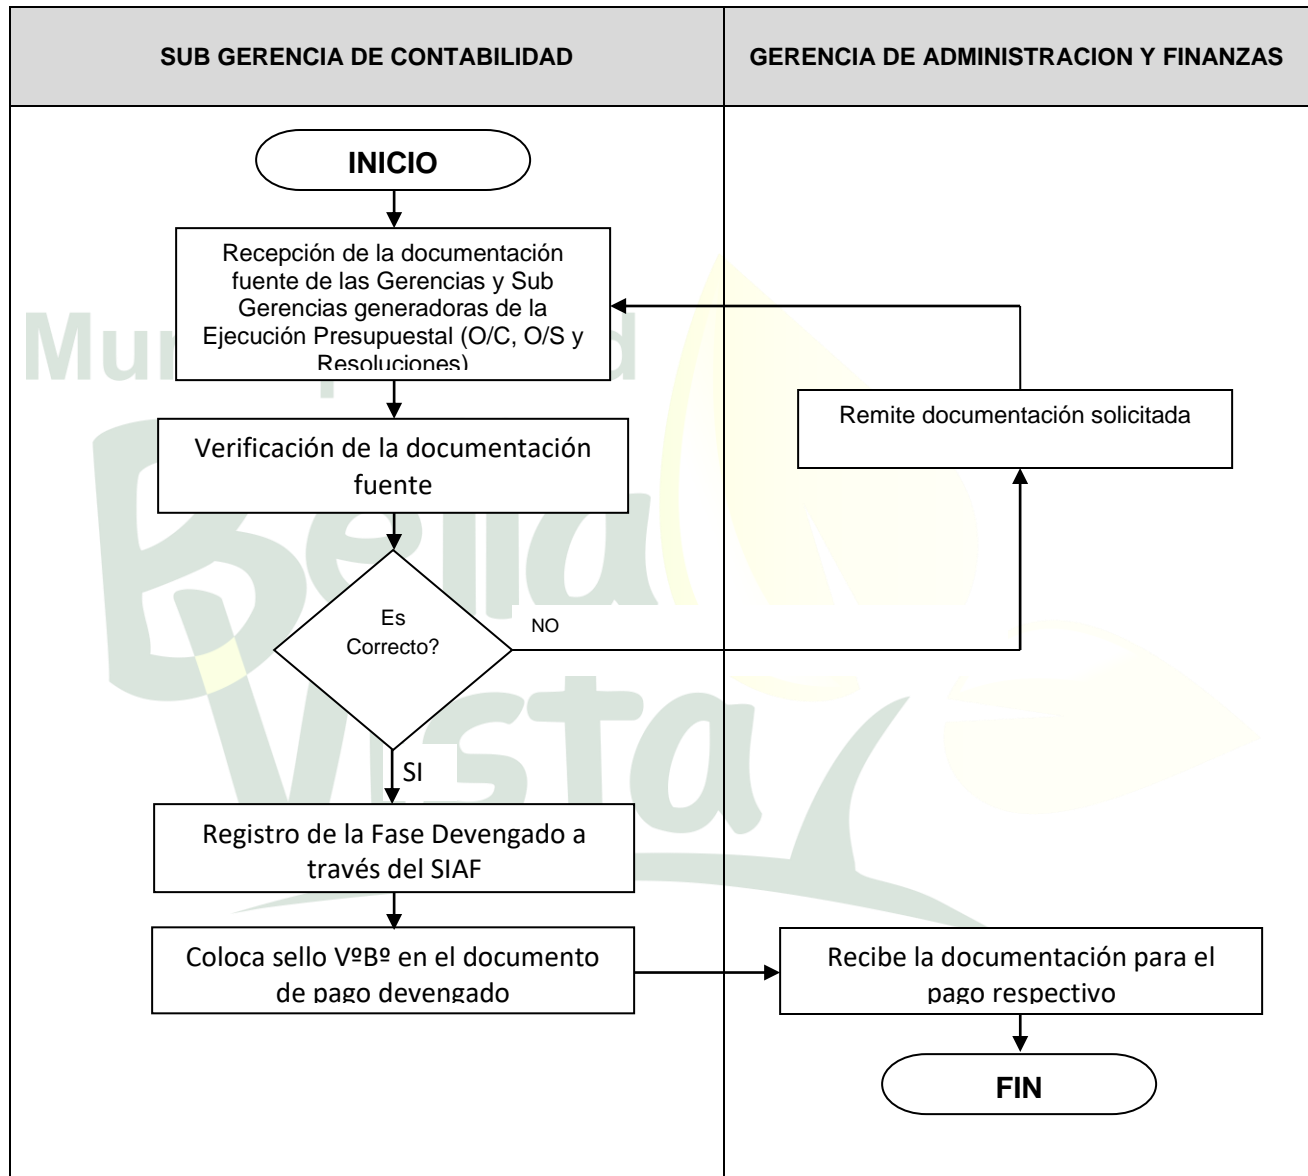 SUB GERENCIA DE CONTABILIDAD
GERENCIA DE ADMINISTRACION Y FINANZAS
INICIO
Recepción de la documentación
fuente de las Gerencias y Sub
Gerencias generadoras de la
Ejecución Presupuestal (O/C, O/S y
Resoluciones)
Remite documentación solicitada
Verificación de la documentación
fuente
Es
Correcto?
NO
SI
Registro de la Fase Devengado a
través del SIAF
Coloca sello VºBº en el documento
de pago devengado
Recibe la documentación para el
pago respectivo
FIN
Bella
Vista